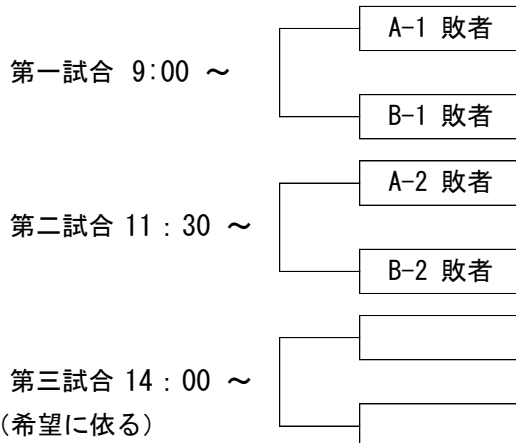 A-1 敗者
第一試合 9:00 ～
B-1 敗者
A-2 敗者
第二試合 11：30 ～
B-2 敗者
第三試合 14：00 ～
（希望に依る）